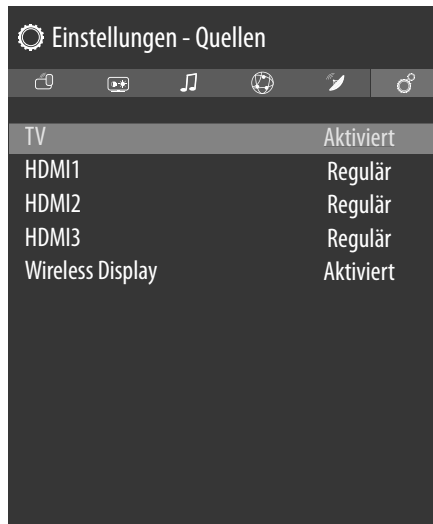 Einstellungen - Quellen
TV Aktiviert
HDMI1 Regulär
HDMI2 Regulär
HDMI3 Regulär
Wireless Display Aktiviert